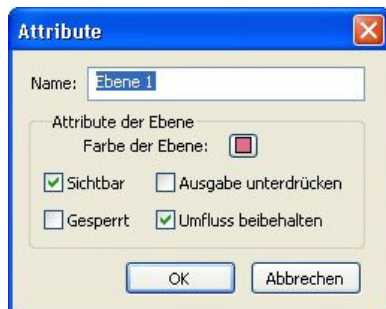 Attribute
Name: Ebene 1
Attribute der Ebene
Farbe der Ebene:
Sichtbar Ausgabe unterdrücken
Gesperrt Umfluss beibehalten
OK Abbrechen